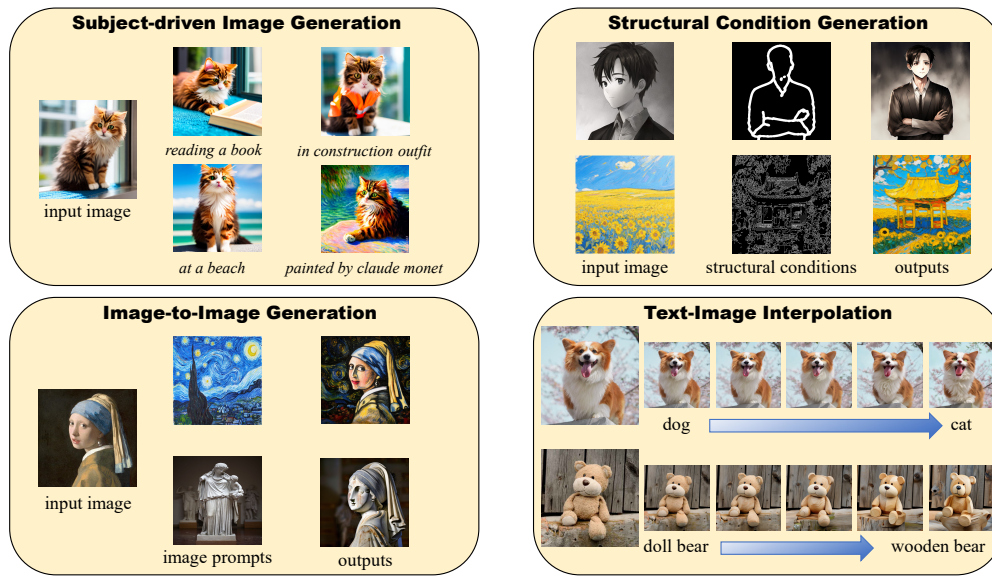 Subject-driven Image Generation
reading a book
in construction outfit
input image
at a beach
painted by claude monet
Structural Condition Generation
input image
structural conditions
outputs
Image-to-Image Generation
input image
image prompts
outputs
Text-Image Interpolation
dog
cat
doll bear
wooden bear